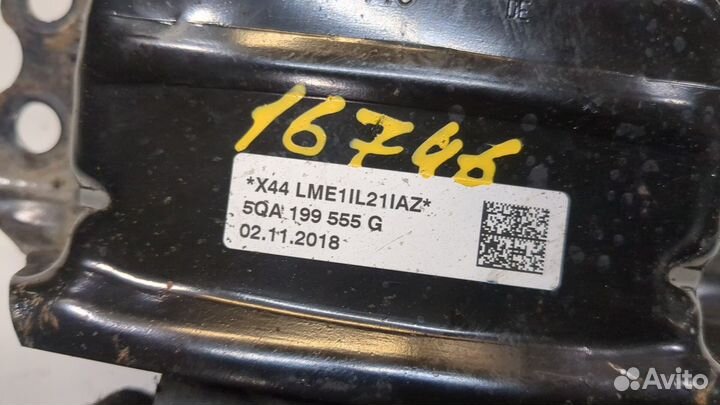 16746
*X44 LME1IL21IAZ*
5QA 199 555 G
02.11.2018
Avito